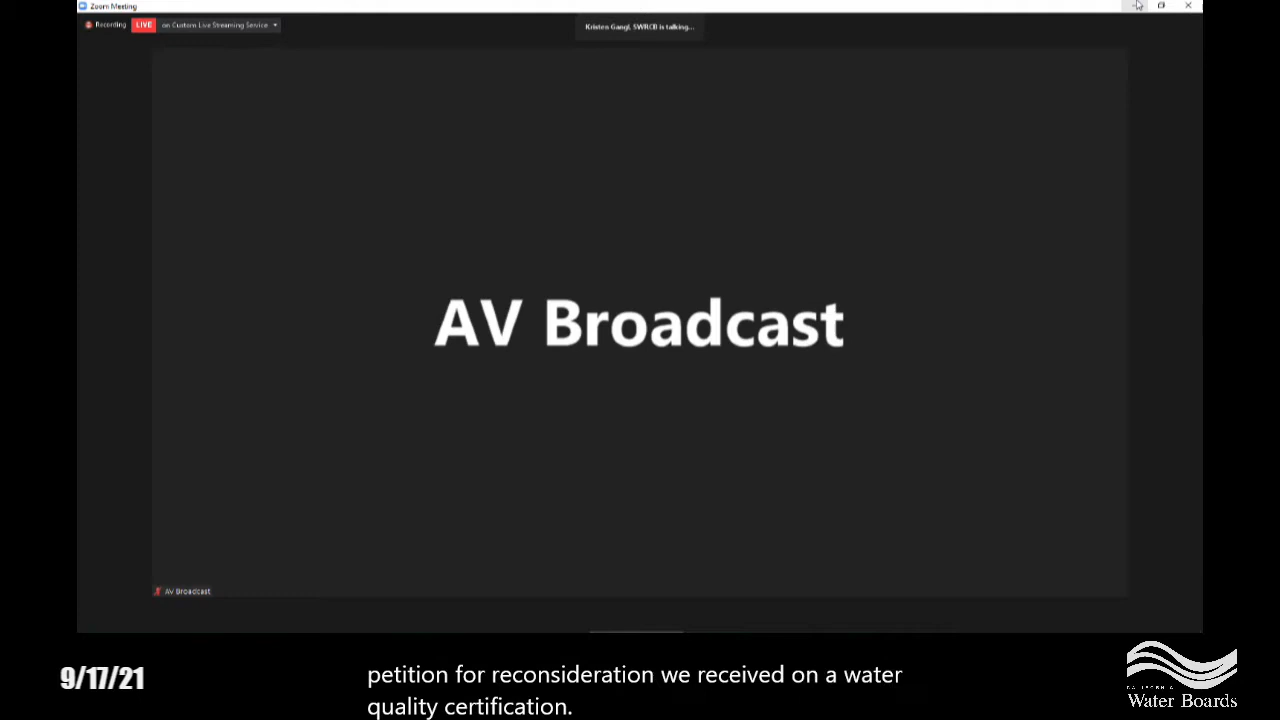 Zoom Meeting
Recording LIVE on Custom Live Streaming Service
Kristen Gangl, SWRCB is talking...
AV Broadcast
AV Broadcast
9/17/21
petition for reconsideration we received on a water
quality certification.
CALIFORNIA
Water Boards